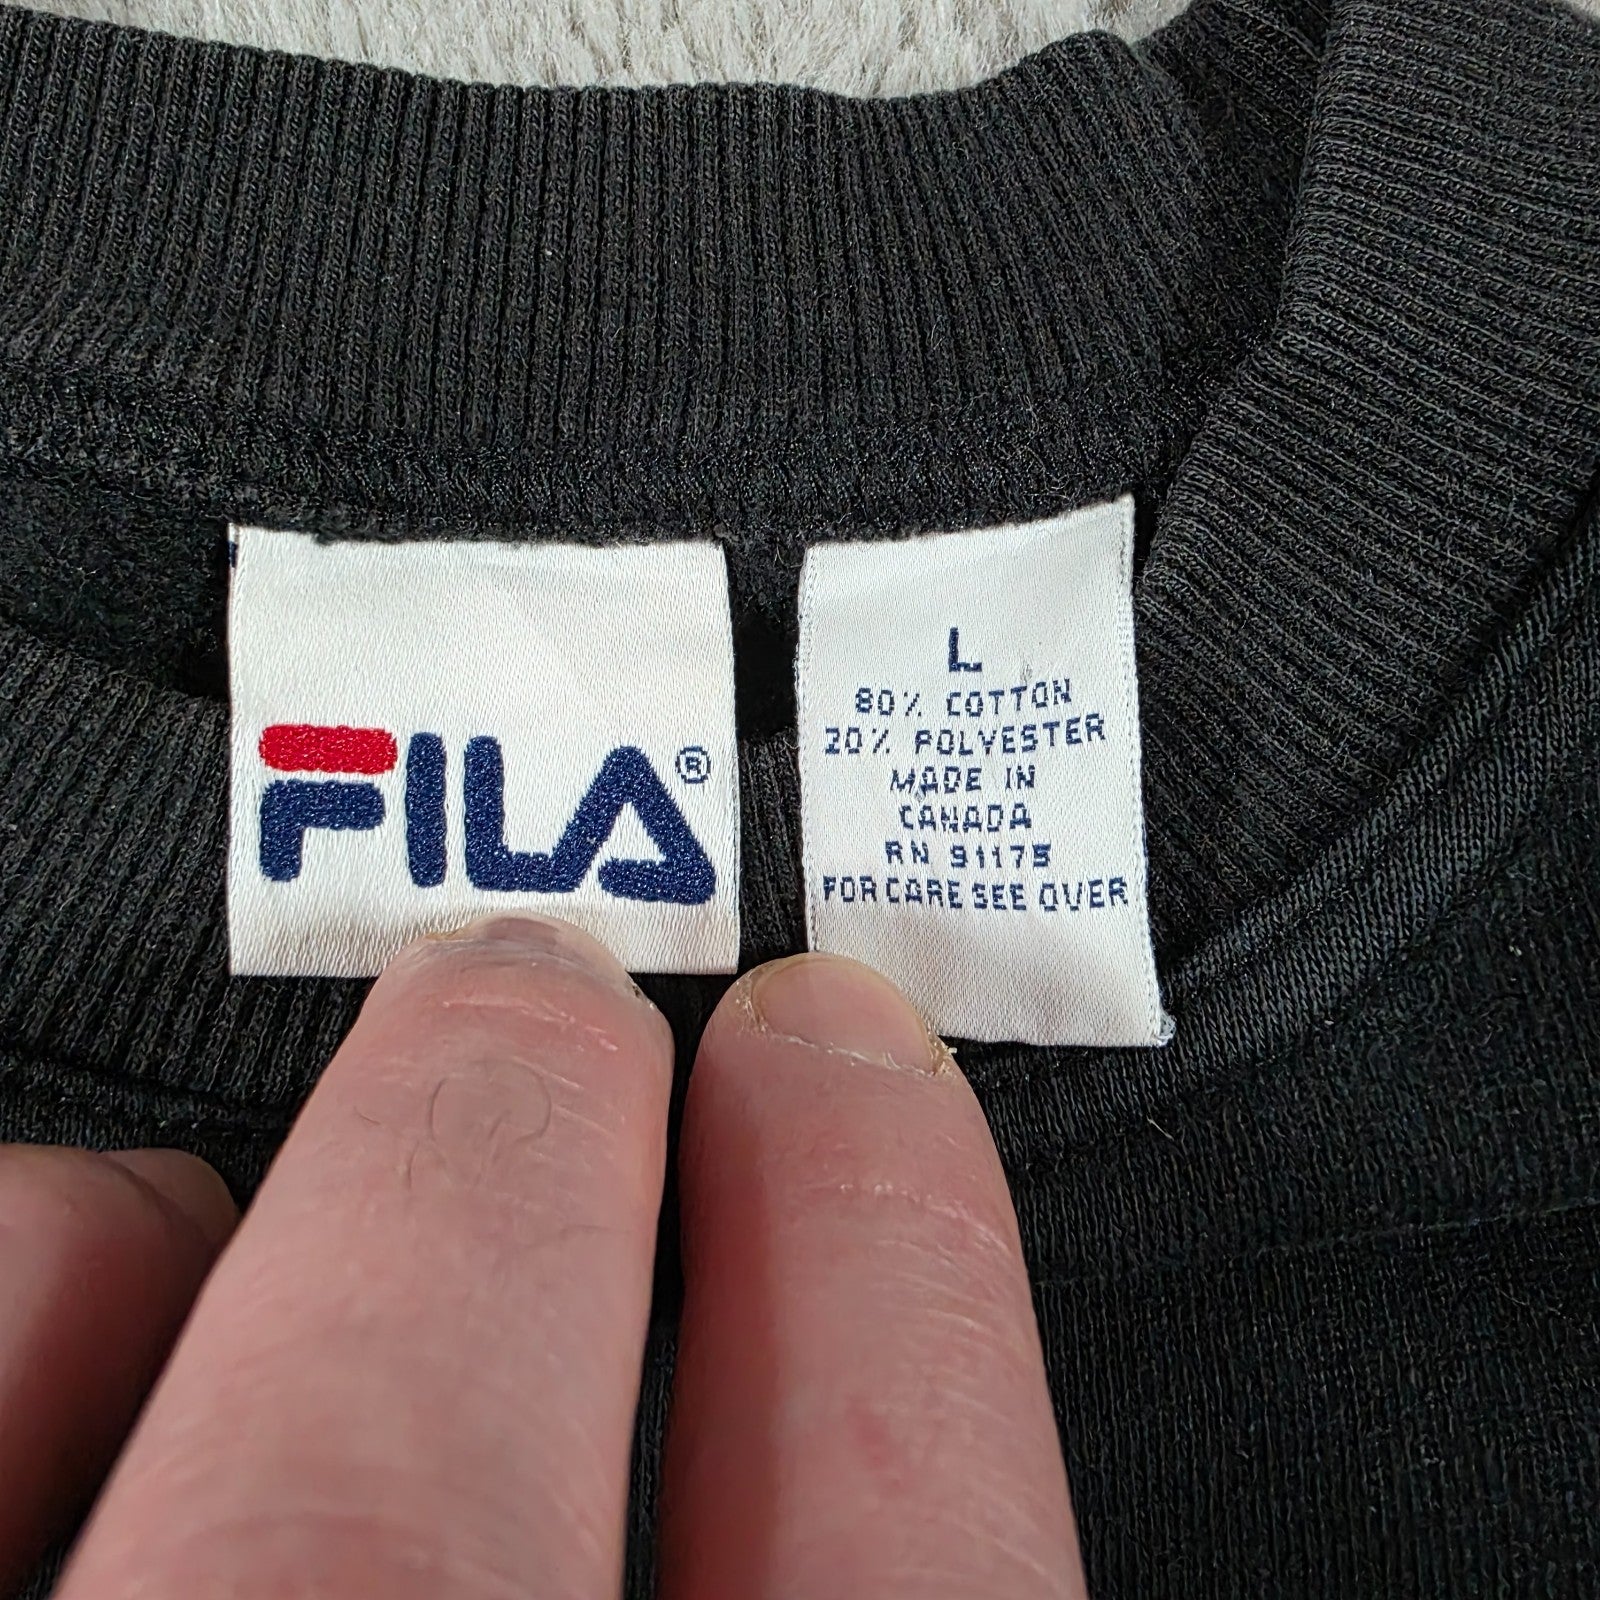 FILA®
L
80% COTTON
20% POLYESTER
MADE IN
CANADA
RN 91175
FOR CARE SEE OVER